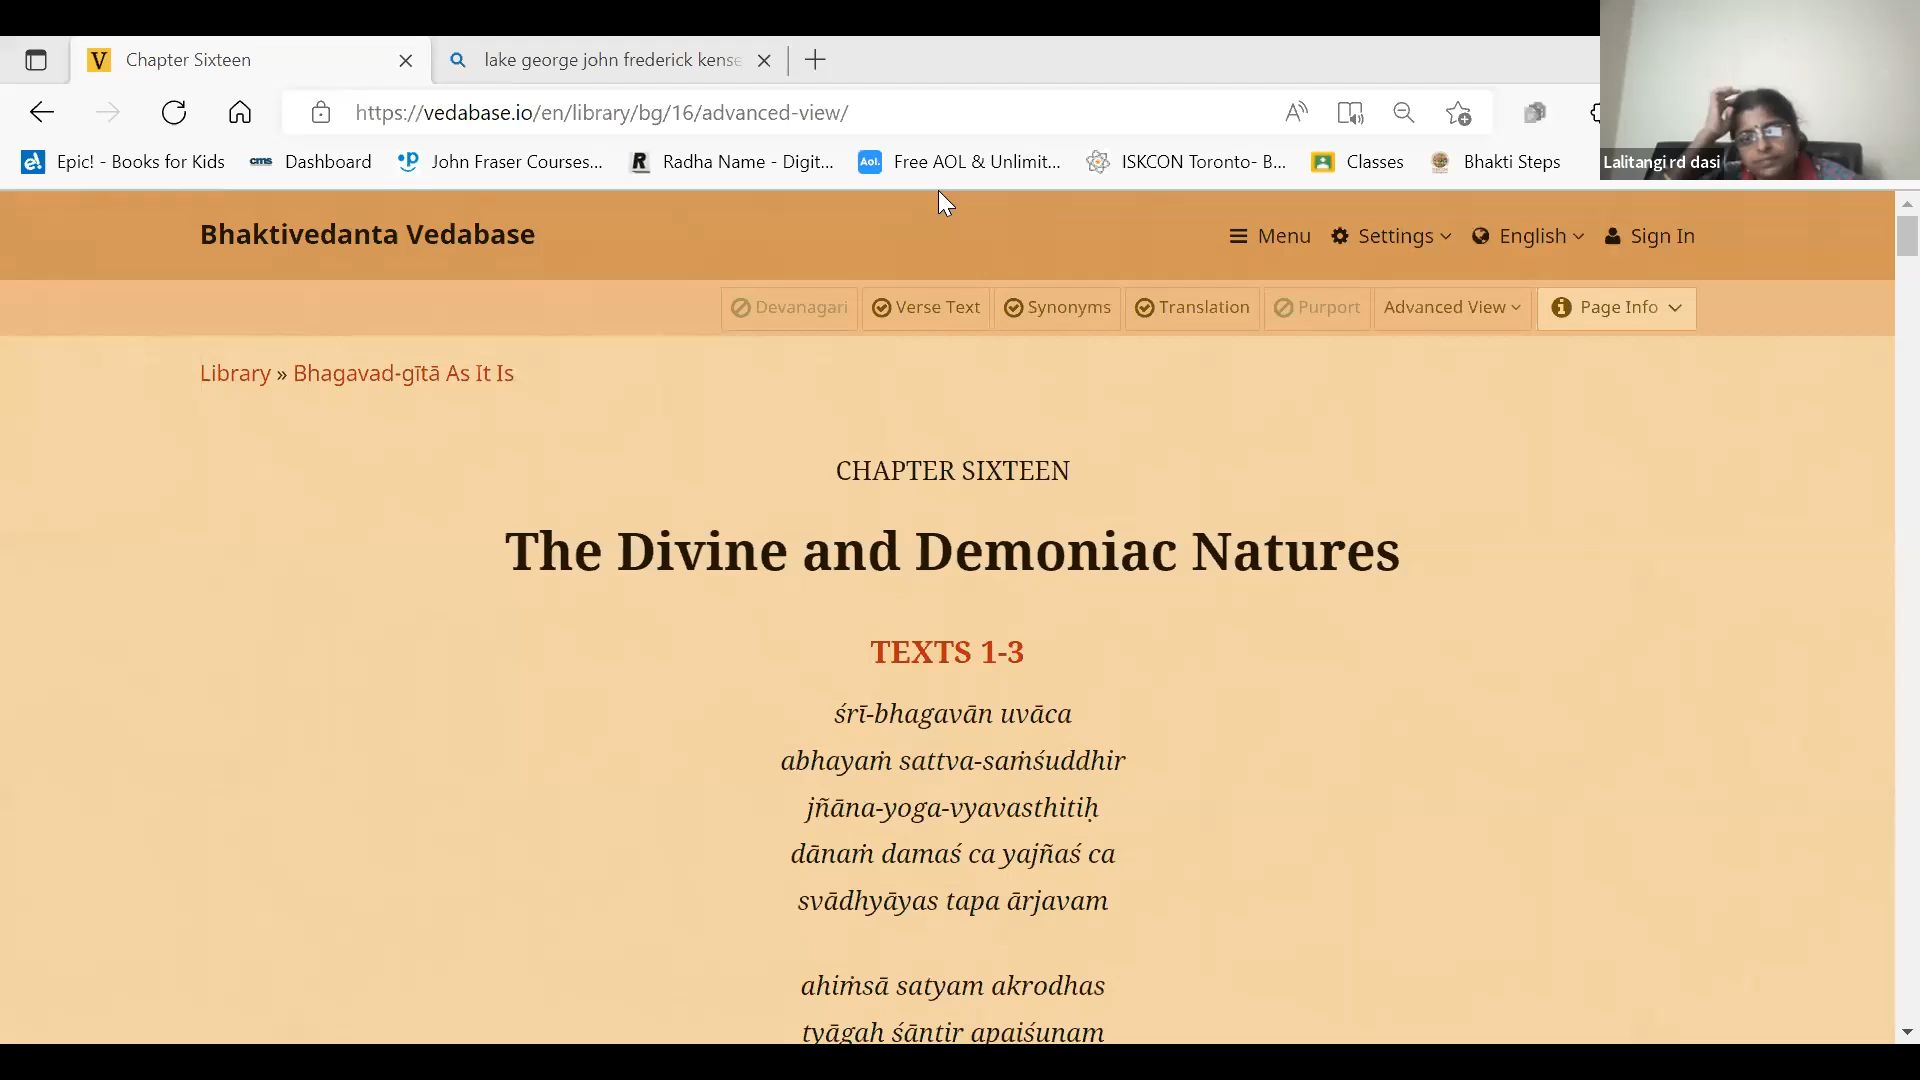 Chapter Sixteen
lake george john frederick kense
https://vedabase.io/en/library/bg/16/advanced-view/
Epic! - Books for Kids
cms Dashboard
John Fraser Courses...
Radha Name - Digit...
Aol. Free AOL & Unlimit...
ISKCON Toronto- B...
Classes
Bhakti Steps
Lalitangi rd dasi
Bhaktivedanta Vedabase
Menu Settings English Sign In
Devanagari Verse Text Synonyms Translation Purport Advanced View Page Info
Library » Bhagavad-gītā As It Is
CHAPTER SIXTEEN
The Divine and Demoniac Natures
TEXTS 1-3
śrī-bhagavān uvāca
abhayaṁ sattva-saṁśuddhir
jñāna-yoga-vyavasthitiḥ
dānaṁ damaś ca yajñaś ca
svādhyāyas tapa ārjavam
ahiṁsā satyam akrodhas
tyāgaḥ śāntir apaiśunam